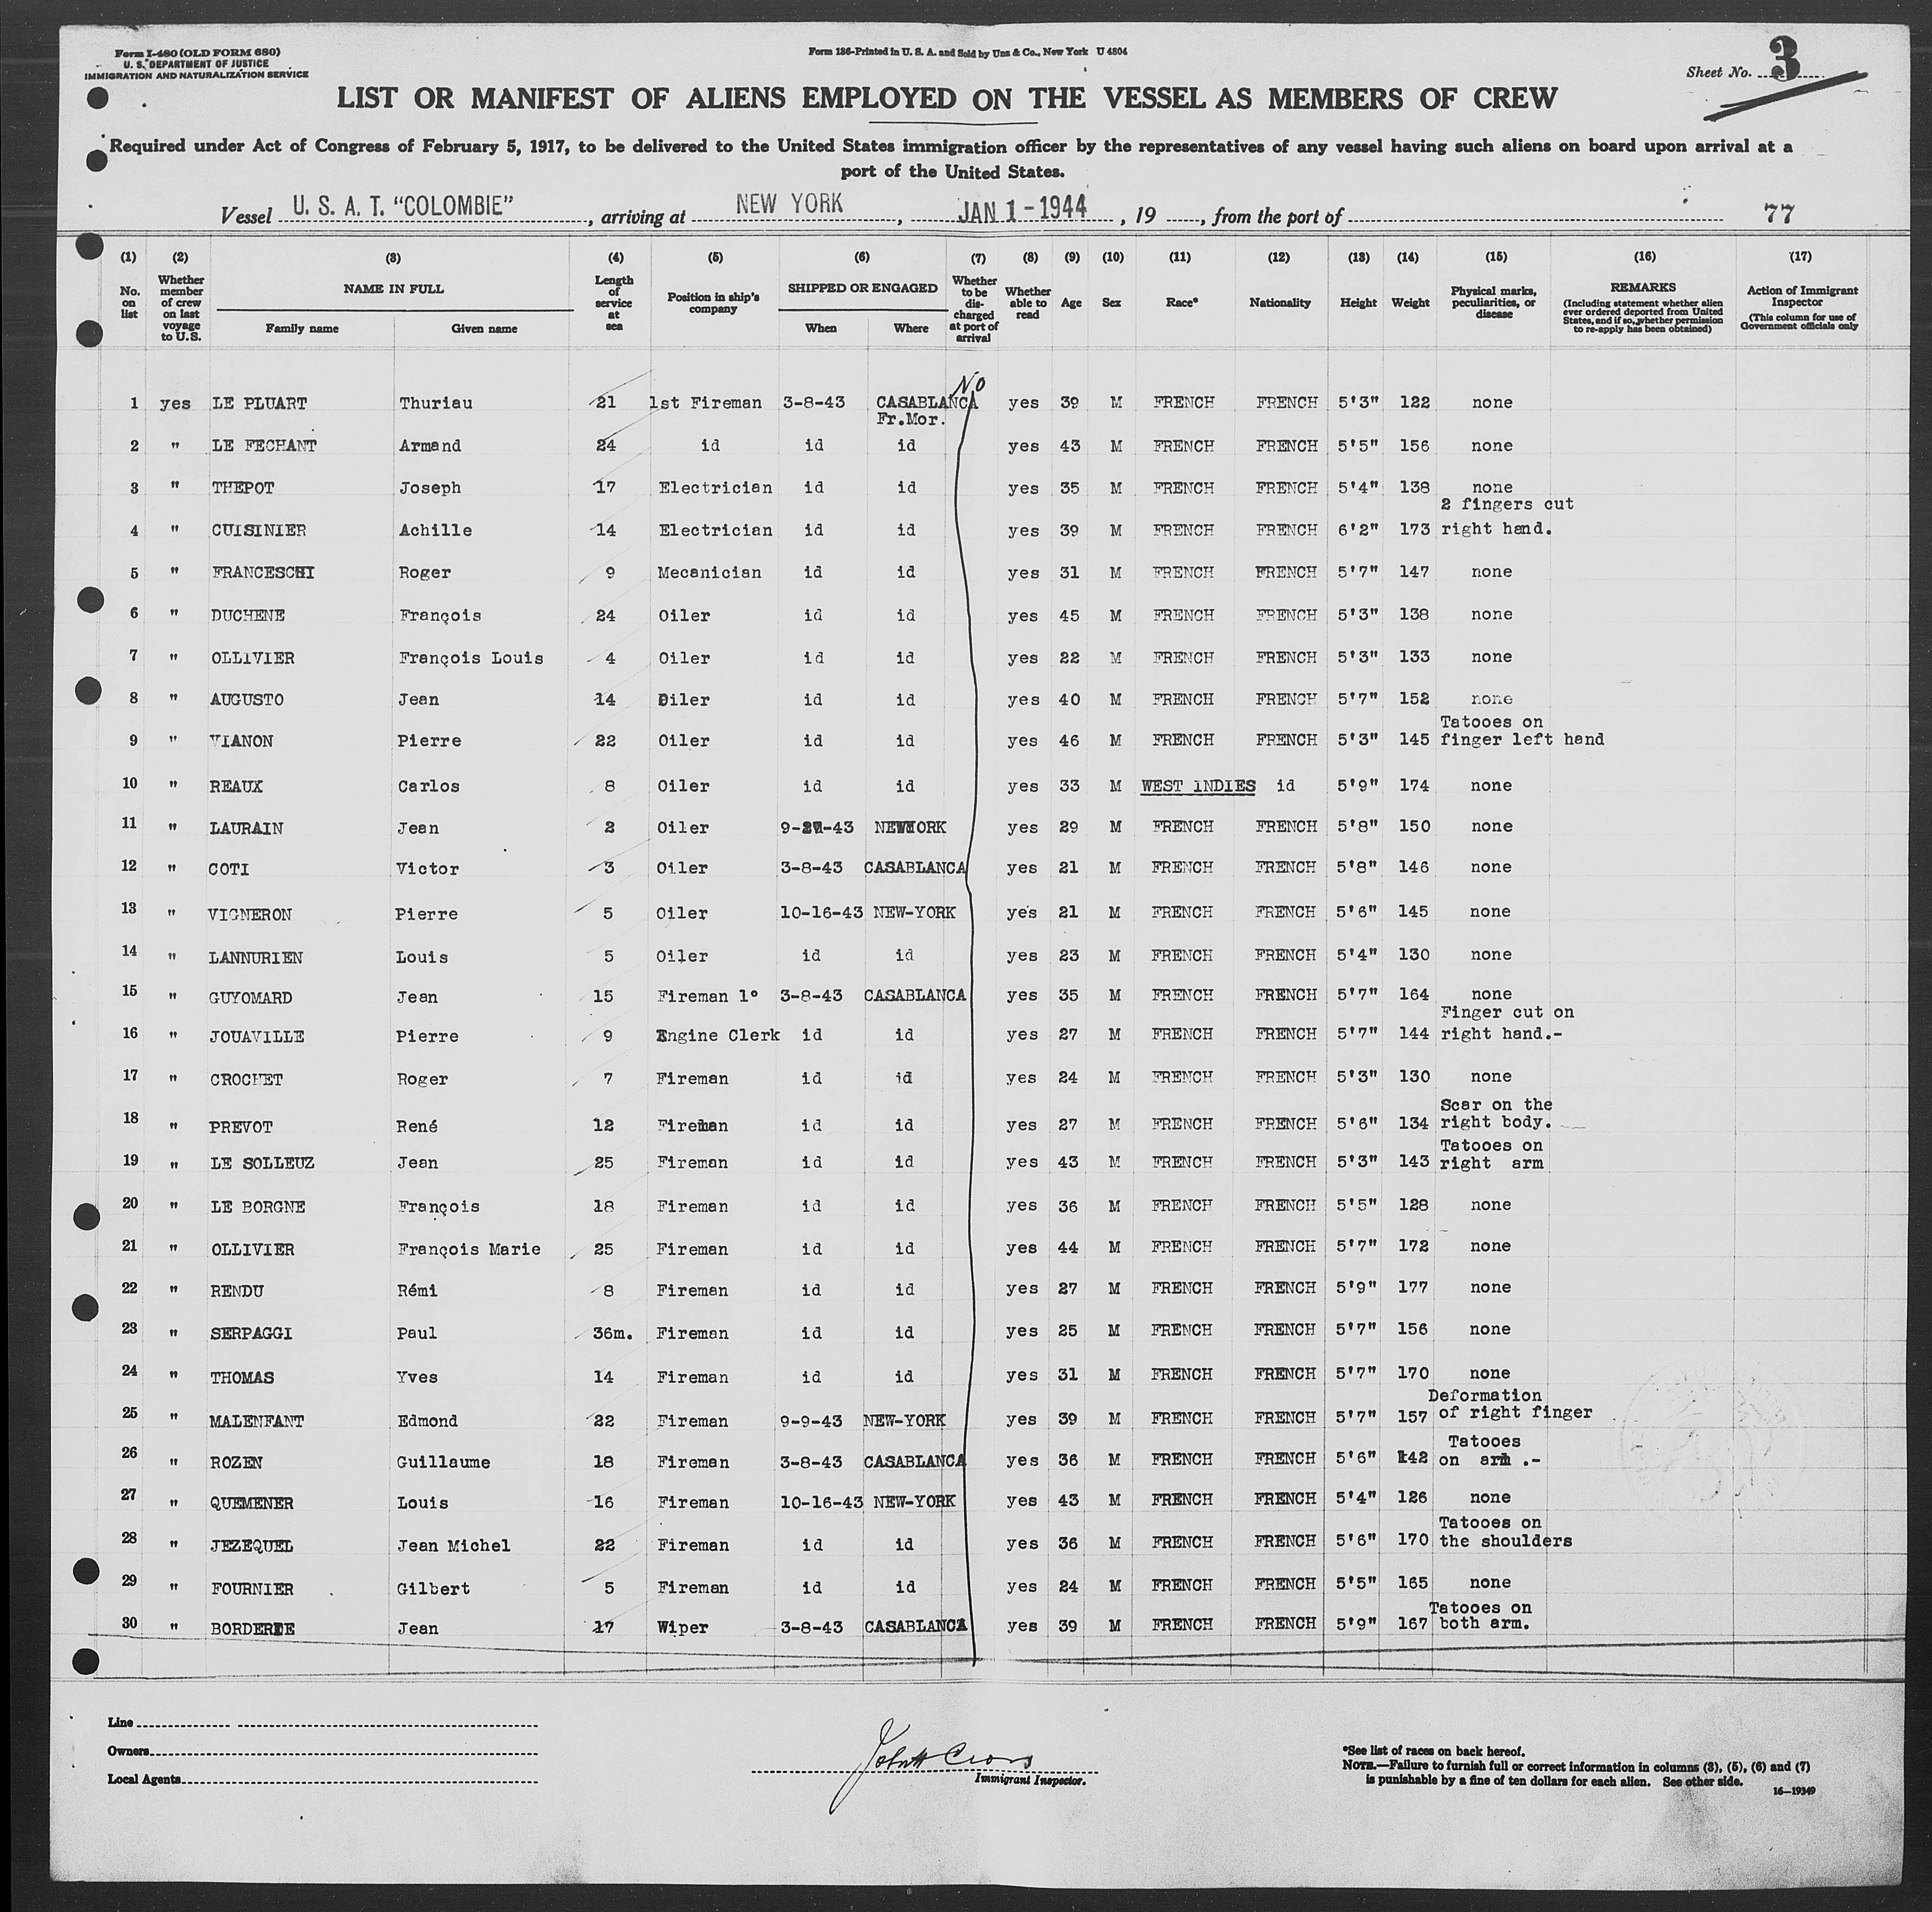 Form I-480 (OLD FORM 680)
U. S. DEPARTMENT OF JUSTICE
IMMIGRATION AND NATURALIZATION SERVICE
Form 186-Printed in U. S. A. and Sold by Unz & Co., New York U 4804
Sheet No. 3
LIST OR MANIFEST OF ALIENS EMPLOYED ON THE VESSEL AS MEMBERS OF CREW
Required under Act of Congress of February 5, 1917, to be delivered to the United States immigration officer by the representatives of any vessel having such aliens on board upon arrival at a
port of the United States.
Vessel U. S. A. T. "COLOMBIE", arriving at NEW YORK, JAN 1 - 1944, 19, from the port of 77
(1) (2) (3) (4) (5) (6) (7) (8) (9) (10) (11) (12) (13) (14) (15) (16) (17)
No. on list
Whether member of crew on last voyage to U.S.
NAME IN FULL
Family name Given name
Length of service at sea
Position in ship's company
SHIPPED OR ENGAGED
When Where
Whether to be discharged at port of arrival
Whether able to read
Age
Sex
Race*
Nationality
Height
Weight
Physical marks, peculiarities, or disease
REMARKS
(Including statement whether alien ever ordered deported from United States, and if so, whether permission to re-apply has been obtained)
Action of Immigrant Inspector
(This column for use of Government officials only
No
1 yes LE PLUART Thuriau 21 1st Fireman 3-8-43 CASABLANCA yes 39 M FRENCH FRENCH 5'3" 122 none
Fr.Mor.
2 " LE FECHANT Armand 24 id id id yes 43 M FRENCH FRENCH 5'5" 156 none
3 " THEPOT Joseph 17 Electrician id id yes 35 M FRENCH FRENCH 5'4" 138 none
2 fingers cut
4 " CUISINIER Achille 14 Electrician id id yes 39 M FRENCH FRENCH 6'2" 173 right hand.
5 " FRANCESCHI Roger 9 Mecanician id id yes 31 M FRENCH FRENCH 5'7" 147 none
6 " DUCHENE François 24 Oiler id id yes 45 M FRENCH FRENCH 5'3" 138 none
7 " OLLIVIER François Louis 4 Oiler id id yes 22 M FRENCH FRENCH 5'3" 133 none
8 " AUGUSTO Jean 14 Oiler id id yes 40 M FRENCH FRENCH 5'7" 152 none
Tatooes on
9 " VIANON Pierre 22 Oiler id id yes 46 M FRENCH FRENCH 5'3" 145 finger left hand
10 " REAUX Carlos 8 Oiler id id yes 33 M WEST INDIES id 5'9" 174 none
11 " LAURAIN Jean 2 Oiler 9-27-43 NEWYORK yes 29 M FRENCH FRENCH 5'8" 150 none
12 " COTI Victor 3 Oiler 3-8-43 CASABLANCA yes 21 M FRENCH FRENCH 5'8" 146 none
13 " VIGNERON Pierre 5 Oiler 10-16-43 NEW-YORK yes 21 M FRENCH FRENCH 5'6" 145 none
14 " LANNURIEN Louis 5 Oiler id id yes 23 M FRENCH FRENCH 5'4" 130 none
15 " GUYOMARD Jean 15 Fireman 1° 3-8-43 CASABLANCA yes 35 M FRENCH FRENCH 5'7" 164 none
Finger cut on
16 " JOUAVILLE Pierre 9 Engine Clerk id id yes 27 M FRENCH FRENCH 5'7" 144 right hand.-
17 " CROCHET Roger 7 Fireman id id yes 24 M FRENCH FRENCH 5'3" 130 none
Scar on the
18 " PREVOT René 12 Fireman id id yes 27 M FRENCH FRENCH 5'6" 134 right body.
Tatooes on
19 " LE SOLLEUZ Jean 25 Fireman id id yes 43 M FRENCH FRENCH 5'3" 143 right arm
20 " LE BORGNE François 18 Fireman id id yes 36 M FRENCH FRENCH 5'5" 128 none
21 " OLLIVIER François Marie 25 Fireman id id yes 44 M FRENCH FRENCH 5'7" 172 none
22 " RENDU Rémi 8 Fireman id id yes 27 M FRENCH FRENCH 5'9" 177 none
23 " SERPAGGI Paul 36m. Fireman id id yes 25 M FRENCH FRENCH 5'7" 156 none
24 " THOMAS Yves 14 Fireman id id yes 31 M FRENCH FRENCH 5'7" 170 none
Deformation
25 " MALENFANT Edmond 22 Fireman 9-9-43 NEW-YORK yes 39 M FRENCH FRENCH 5'7" 157 of right finger
Tatooes
26 " ROZEN Guillaume 18 Fireman 3-8-43 CASABLANCA yes 36 M FRENCH FRENCH 5'6" 142 on arm .-
27 " QUEMENER Louis 16 Fireman 10-16-43 NEW-YORK yes 43 M FRENCH FRENCH 5'4" 126 none
Tatooes on
28 " JEZEQUEL Jean Michel 22 Fireman id id yes 36 M FRENCH FRENCH 5'6" 170 the shoulders
29 " FOURNIER Gilbert 5 Fireman id id yes 24 M FRENCH FRENCH 5'5" 165 none
Tatooes on
30 " BORDERIE Jean 17 Wiper 3-8-43 CASABLANCA yes 39 M FRENCH FRENCH 5'9" 167 both arm.
Line
Owners
Local Agents
Immigrant Inspector.
*See list of races on back hereof.
NOTE.—Failure to furnish full or correct information in columns (3), (5), (6) and (7)
is punishable by a fine of ten dollars for each alien. See other side.
16—19349